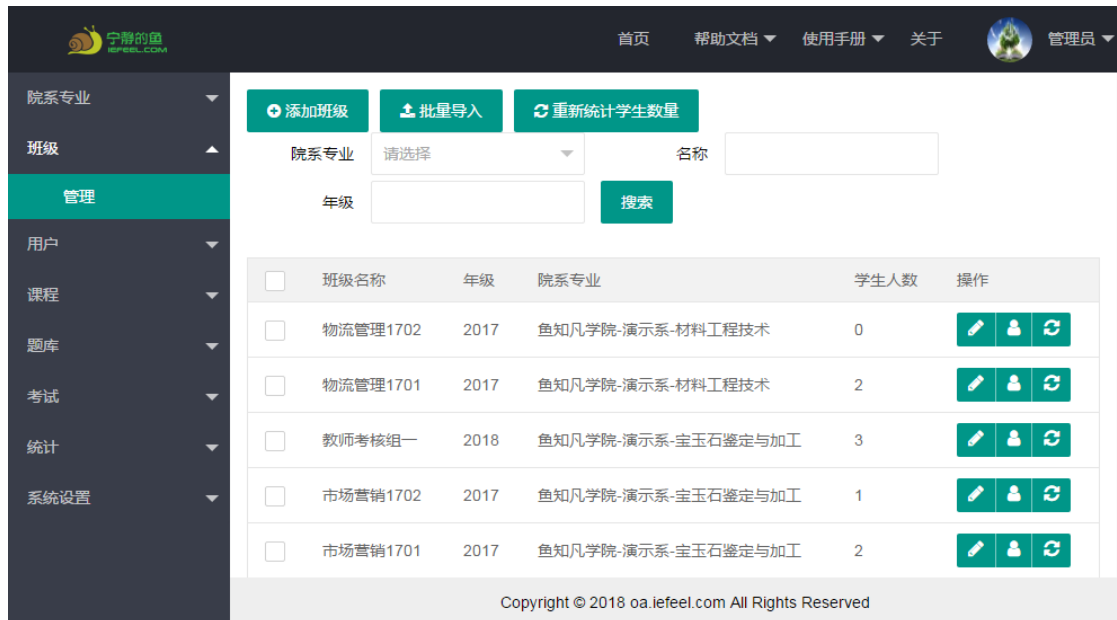 宁静的鱼
IEFEEL.COM
首页 帮助文档 使用手册 关于 管理员
院系专业
班级
管理
用户
课程
题库
考试
统计
系统设置
添加班级 批量导入 重新统计学生数量
院系专业 请选择 名称
年级 搜索
班级名称 年级 院系专业 学生人数 操作
物流管理1702 2017 鱼知凡学院-演示系-材料工程技术 0
物流管理1701 2017 鱼知凡学院-演示系-材料工程技术 2
教师考核组一 2018 鱼知凡学院-演示系-宝玉石鉴定与加工 3
市场营销1702 2017 鱼知凡学院-演示系-宝玉石鉴定与加工 1
市场营销1701 2017 鱼知凡学院-演示系-宝玉石鉴定与加工 2
Copyright © 2018 oa.iefeel.com All Rights Reserved